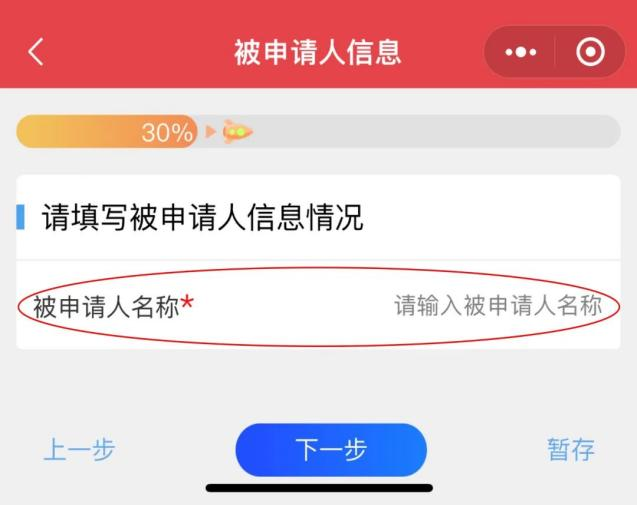 被申请人信息
30%
请填写被申请人信息情况
被申请人名称* 请输入被申请人名称
上一步 下一步 暂存